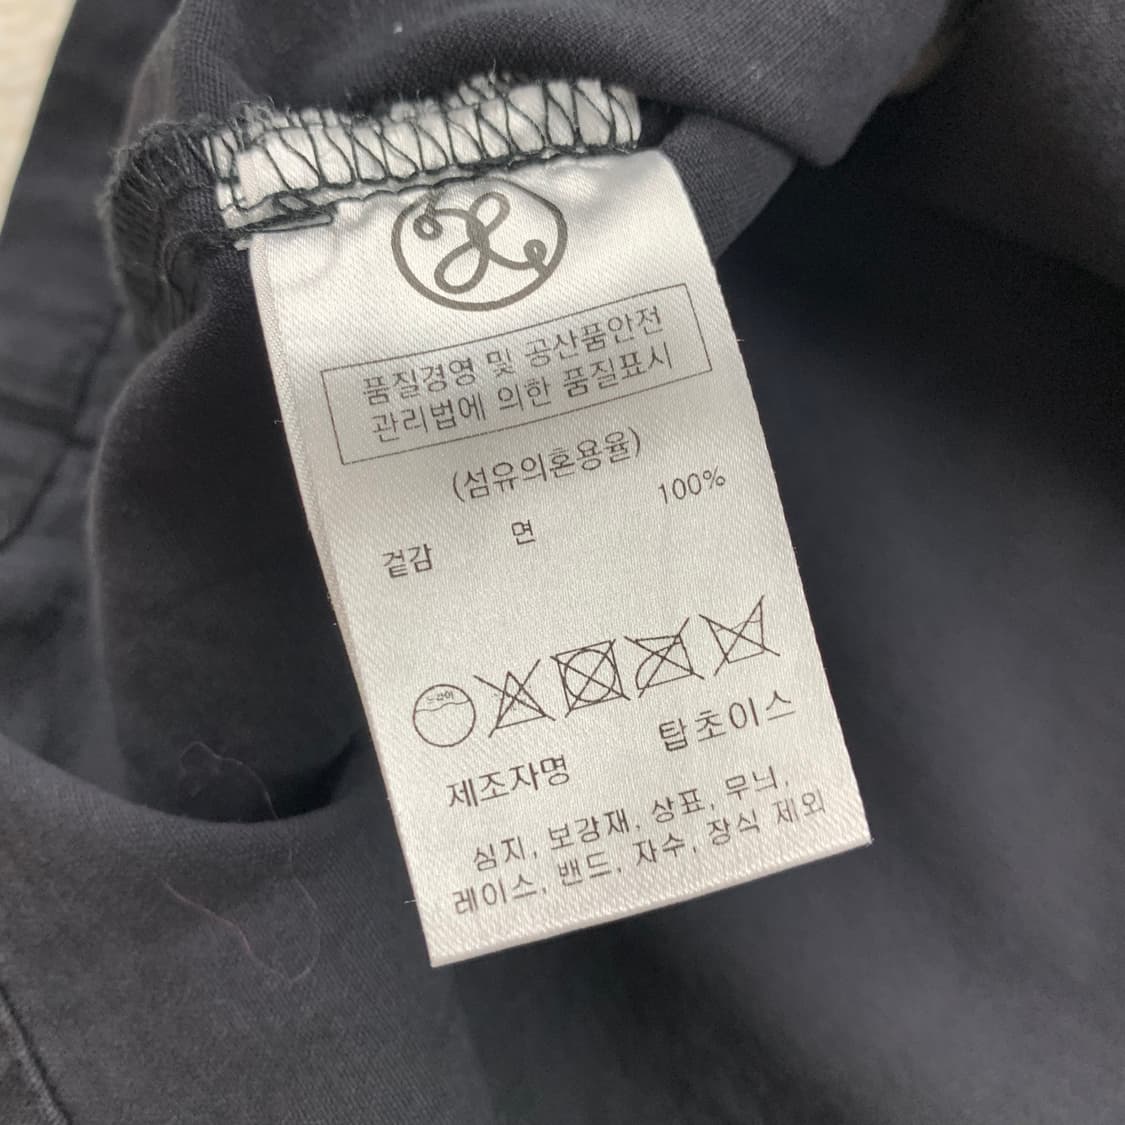 품질경영 및 공산품안전
관리법에 의한 품질표시
(섬유의혼용율)
겉감 면 100%
드라이
제조자명 탑초이스
심지, 보강재, 상표, 무늬,
레이스, 밴드, 자수, 장식 제외